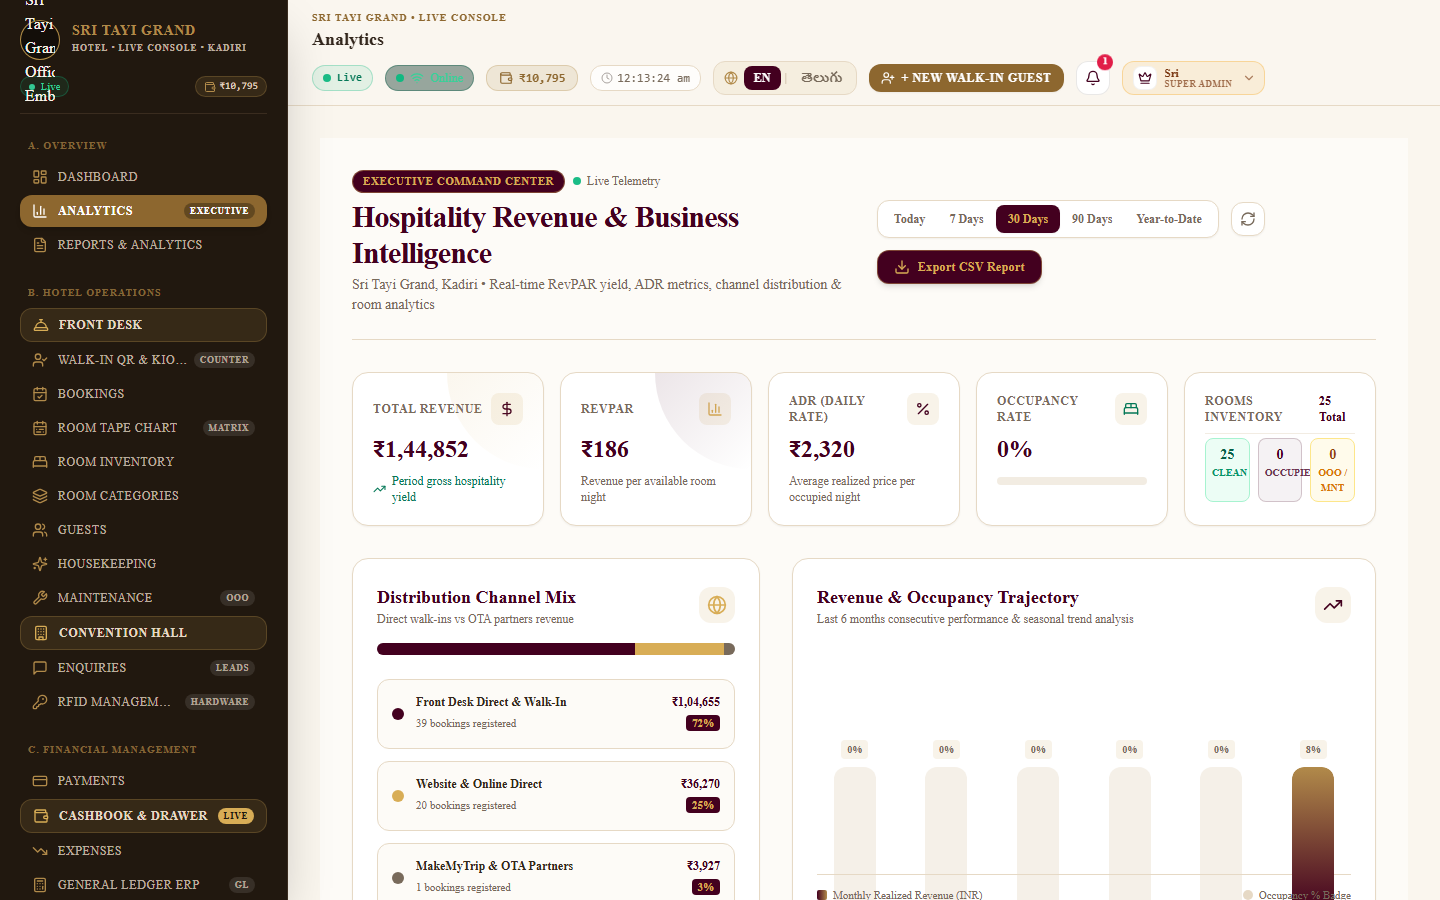 Sri
Tayi
Gran
Offic
Emb
SRI TAYI GRAND
HOTEL • LIVE CONSOLE • KADIRI
Live
₹10,795
A. OVERVIEW
DASHBOARD
ANALYTICS
EXECUTIVE
REPORTS & ANALYTICS
B. HOTEL OPERATIONS
FRONT DESK
WALK-IN QR & KIO...
COUNTER
BOOKINGS
ROOM TAPE CHART
MATRIX
ROOM INVENTORY
ROOM CATEGORIES
GUESTS
HOUSEKEEPING
MAINTENANCE
OOO
CONVENTION HALL
ENQUIRIES
LEADS
RFID MANAGEM...
HARDWARE
C. FINANCIAL MANAGEMENT
PAYMENTS
CASHBOOK & DRAWER
LIVE
EXPENSES
GENERAL LEDGER ERP
GL
SRI TAYI GRAND • LIVE CONSOLE
Analytics
Live
₹10,795
12:13:24 am
EN
|
తెలుగు
+ NEW WALK-IN GUEST
1
Sri
SUPER ADMIN
EXECUTIVE COMMAND CENTER
Live Telemetry
Hospitality Revenue & Business
Intelligence
Sri Tayi Grand, Kadiri • Real-time RevPAR yield, ADR metrics, channel distribution &
room analytics
Today
7 Days
30 Days
90 Days
Year-to-Date
Export CSV Report
TOTAL REVENUE
$
₹1,44,852
Period gross hospitality
yield
REVPAR
₹186
Revenue per available room
night
ADR (DAILY
RATE)
%
₹2,320
Average realized price per
occupied night
OCCUPANCY
RATE
0%
ROOMS
INVENTORY
25
Total
25
CLEAN
0
OCCUPIE
0
OOO /
MNT
Distribution Channel Mix
Direct walk-ins vs OTA partners revenue
Front Desk Direct & Walk-In
₹1,04,655
39 bookings registered
72%
Website & Online Direct
₹36,270
20 bookings registered
25%
MakeMyTrip & OTA Partners
₹3,927
1 bookings registered
3%
Revenue & Occupancy Trajectory
Last 6 months consecutive performance & seasonal trend analysis
0%
0%
0%
0%
0%
8%
Monthly Realized Revenue (INR)
Occupancy % Badge